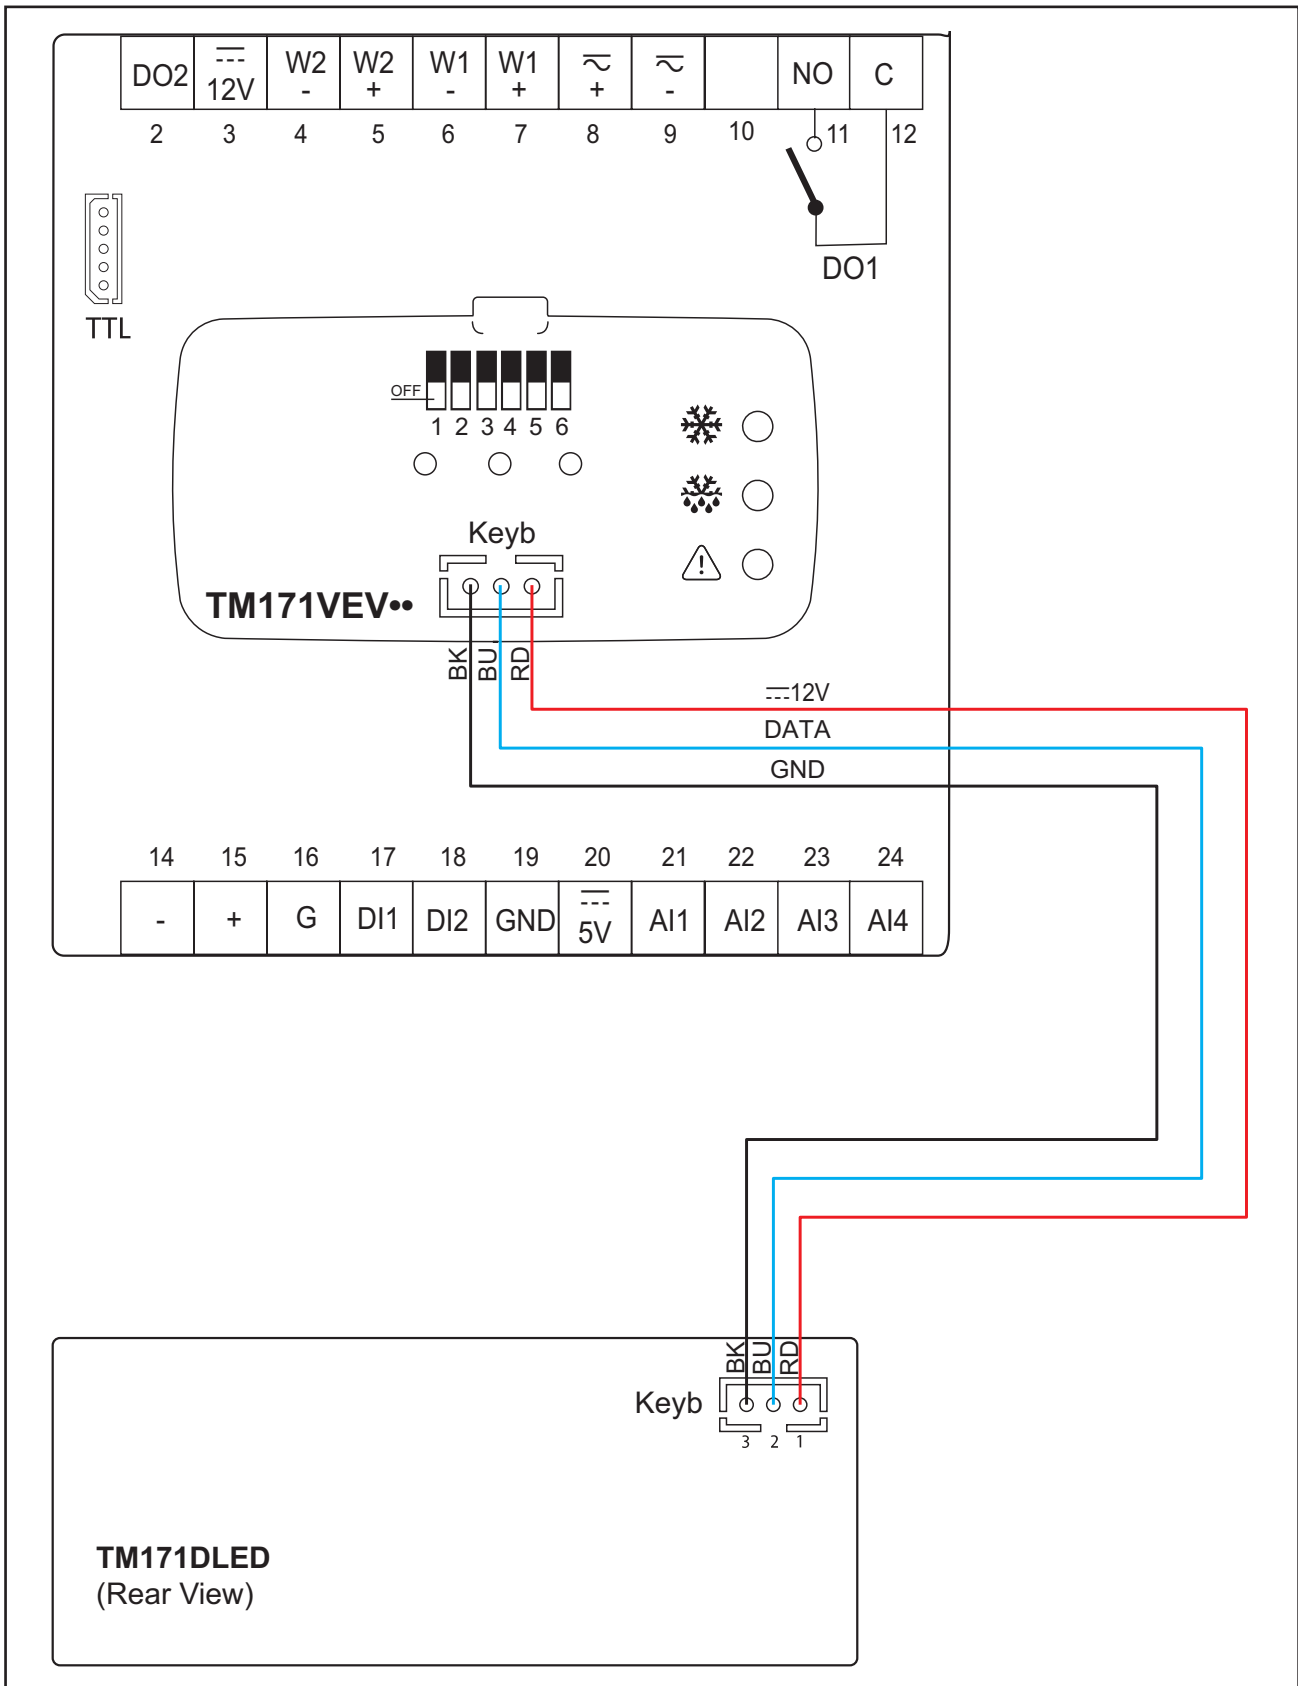 DO2 12V W2 - W2 + W1 - W1 + + - NO C
2 3 4 5 6 7 8 9 10 11 12
DO1
TTL
OFF
1 2 3 4 5 6
Keyb
TM171VEV••
BK BU RD
12V
DATA
GND
14 15 16 17 18 19 20 21 22 23 24
- + G DI1 DI2 GND 5V AI1 AI2 AI3 AI4
BK BU RD
Keyb
3 2 1
TM171DLED
(Rear View)